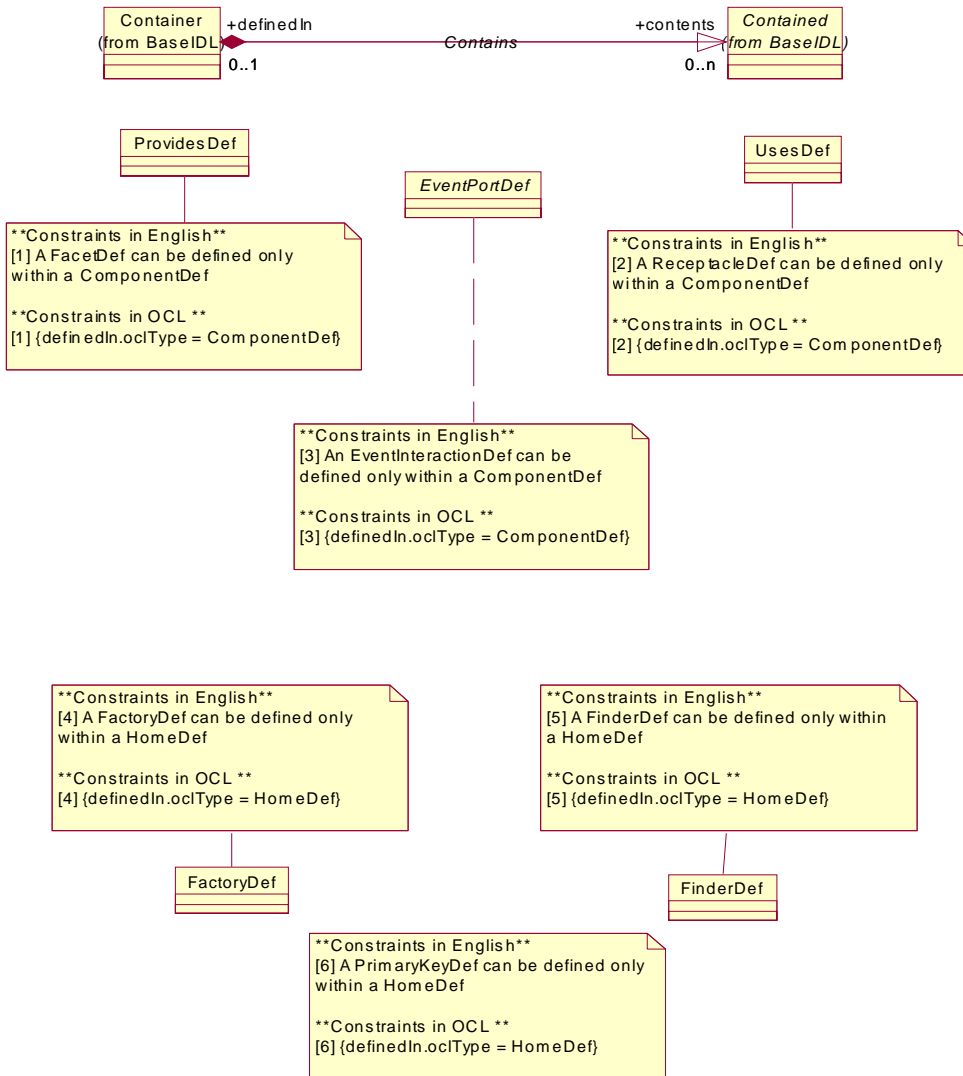 Container
(from BaseIDL)
+definedIn
0..1
Contains
+contents
0..n
Contained
(from BaseIDL)
ProvidesDef
EventPortDef
UsesDef
**Constraints in English**
[1] A FacetDef can be defined only
within a ComponentDef
**Constraints in OCL **
[1] {definedIn.oclType = ComponentDef}
**Constraints in English**
[2] A ReceptacleDef can be defined only
within a ComponentDef
**Constraints in OCL **
[2] {definedIn.oclType = ComponentDef}
**Constraints in English**
[3] An EventInteractionDef can be
defined only within a ComponentDef
**Constraints in OCL **
[3] {definedIn.oclType = ComponentDef}
**Constraints in English**
[4] A FactoryDef can be defined only
within a HomeDef
**Constraints in OCL **
[4] {definedIn.oclType = HomeDef}
**Constraints in English**
[5] A FinderDef can be defined only within
a HomeDef
**Constraints in OCL **
[5] {definedIn.oclType = HomeDef}
FactoryDef
FinderDef
**Constraints in English**
[6] A PrimaryKeyDef can be defined only
within a HomeDef
**Constraints in OCL **
[6] {definedIn.oclType = HomeDef}